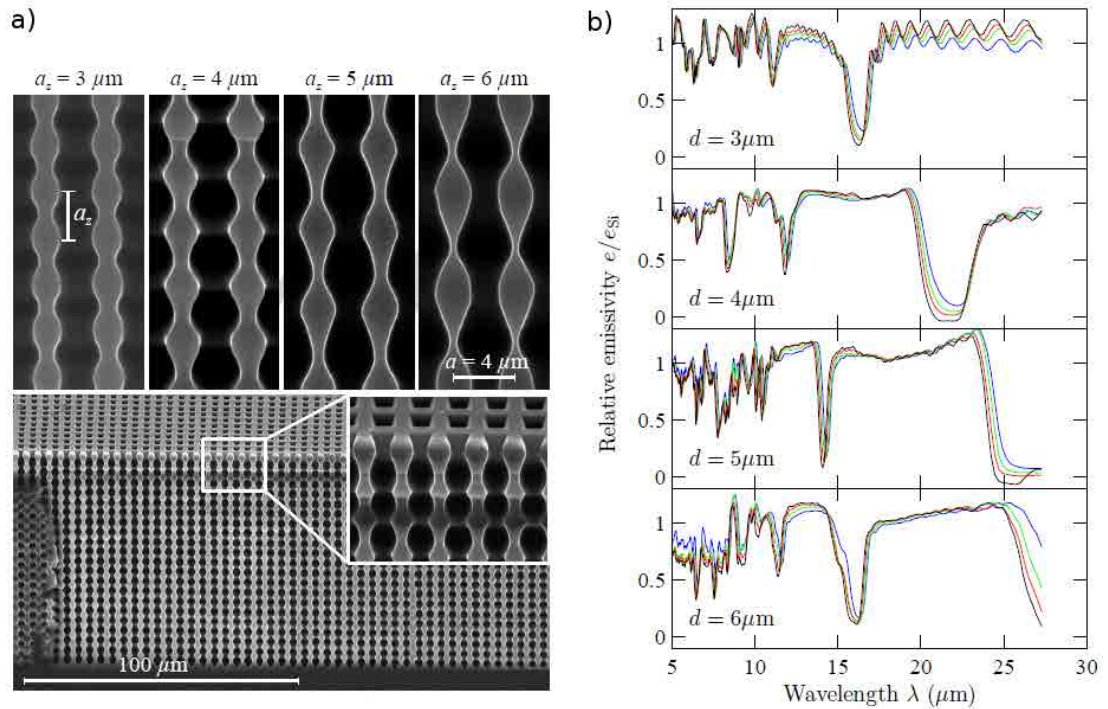 a)
a_z = 3 μm
a_z = 4 μm
a_z = 5 μm
a_z = 6 μm
a_z
a = 4 μm
100 μm
b)
Relative emissivity e/e_Si
1
0.5
0
d = 3μm
1
0.5
0
d = 4μm
1
0.5
0
d = 5μm
1
0.5
0
d = 6μm
5 10 15 20 25 30
Wavelength λ (μm)